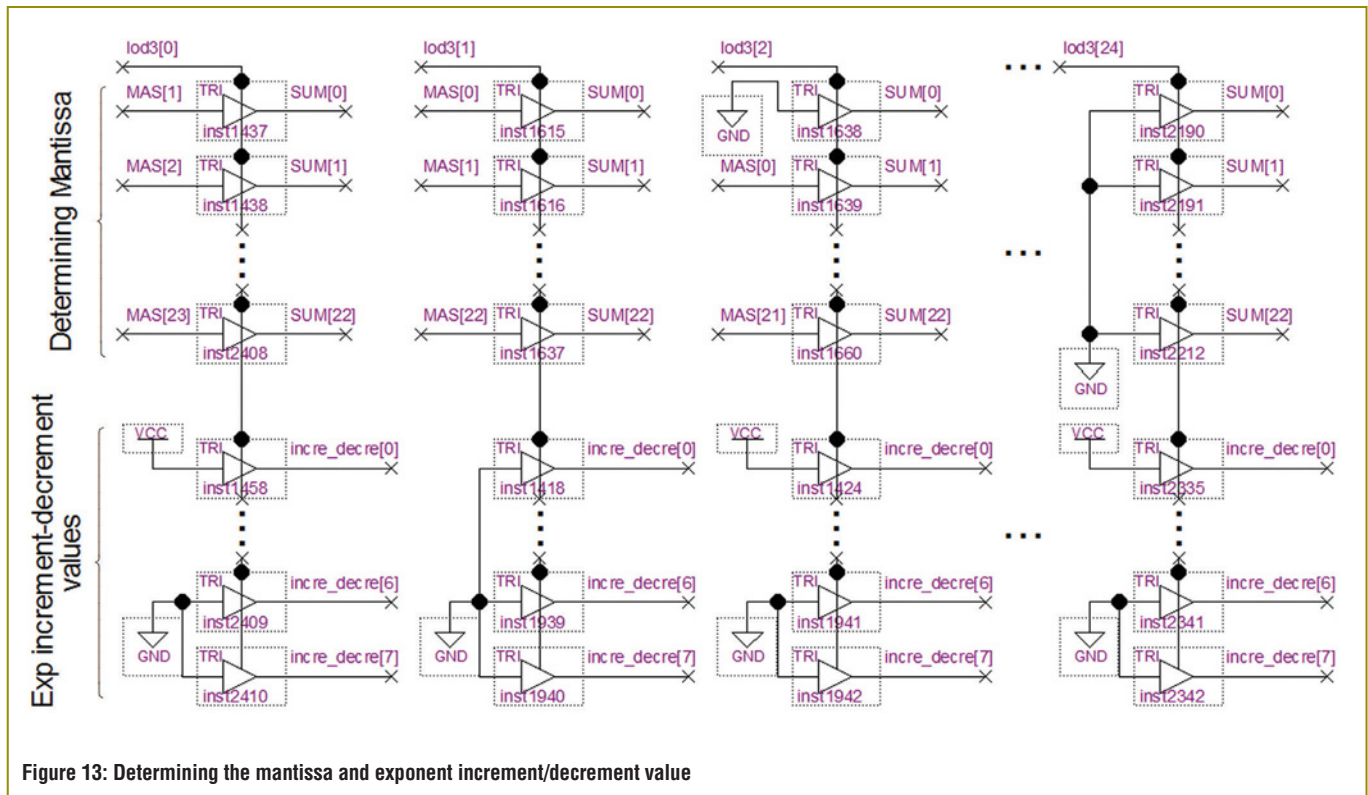 lod3[0] lod3[1] lod3[2] ... lod3[24]
MAS[1] TRI SUM[0] MAS[0] TRI SUM[0] TRI SUM[0] TRI SUM[0]
inst1437 inst1615 GND inst1638 inst2190
MAS[2] TRI SUM[1] MAS[1] TRI SUM[1] MAS[0] TRI SUM[1] TRI SUM[1]
inst1438 inst1616 inst1639 inst2191
Determining Mantissa
MAS[23] TRI SUM[22] MAS[22] TRI SUM[22] MAS[21] TRI SUM[22] TRI SUM[22]
inst2408 inst1637 inst1660 inst2212
GND
VCC TRI incre_decre[0] TRI incre_decre[0] VCC TRI incre_decre[0] VCC TRI incre_decre[0]
inst1458 inst1418 inst1424 inst2335
Exp increment-decrement
values
TRI incre_decre[6] TRI incre_decre[6] TRI incre_decre[6] TRI incre_decre[6]
inst2409 inst1939 inst1941 inst2341
GND TRI incre_decre[7] GND TRI incre_decre[7] GND TRI incre_decre[7] GND TRI incre_decre[7]
inst2410 inst1940 inst1942 inst2342
Figure 13: Determining the mantissa and exponent increment/decrement value